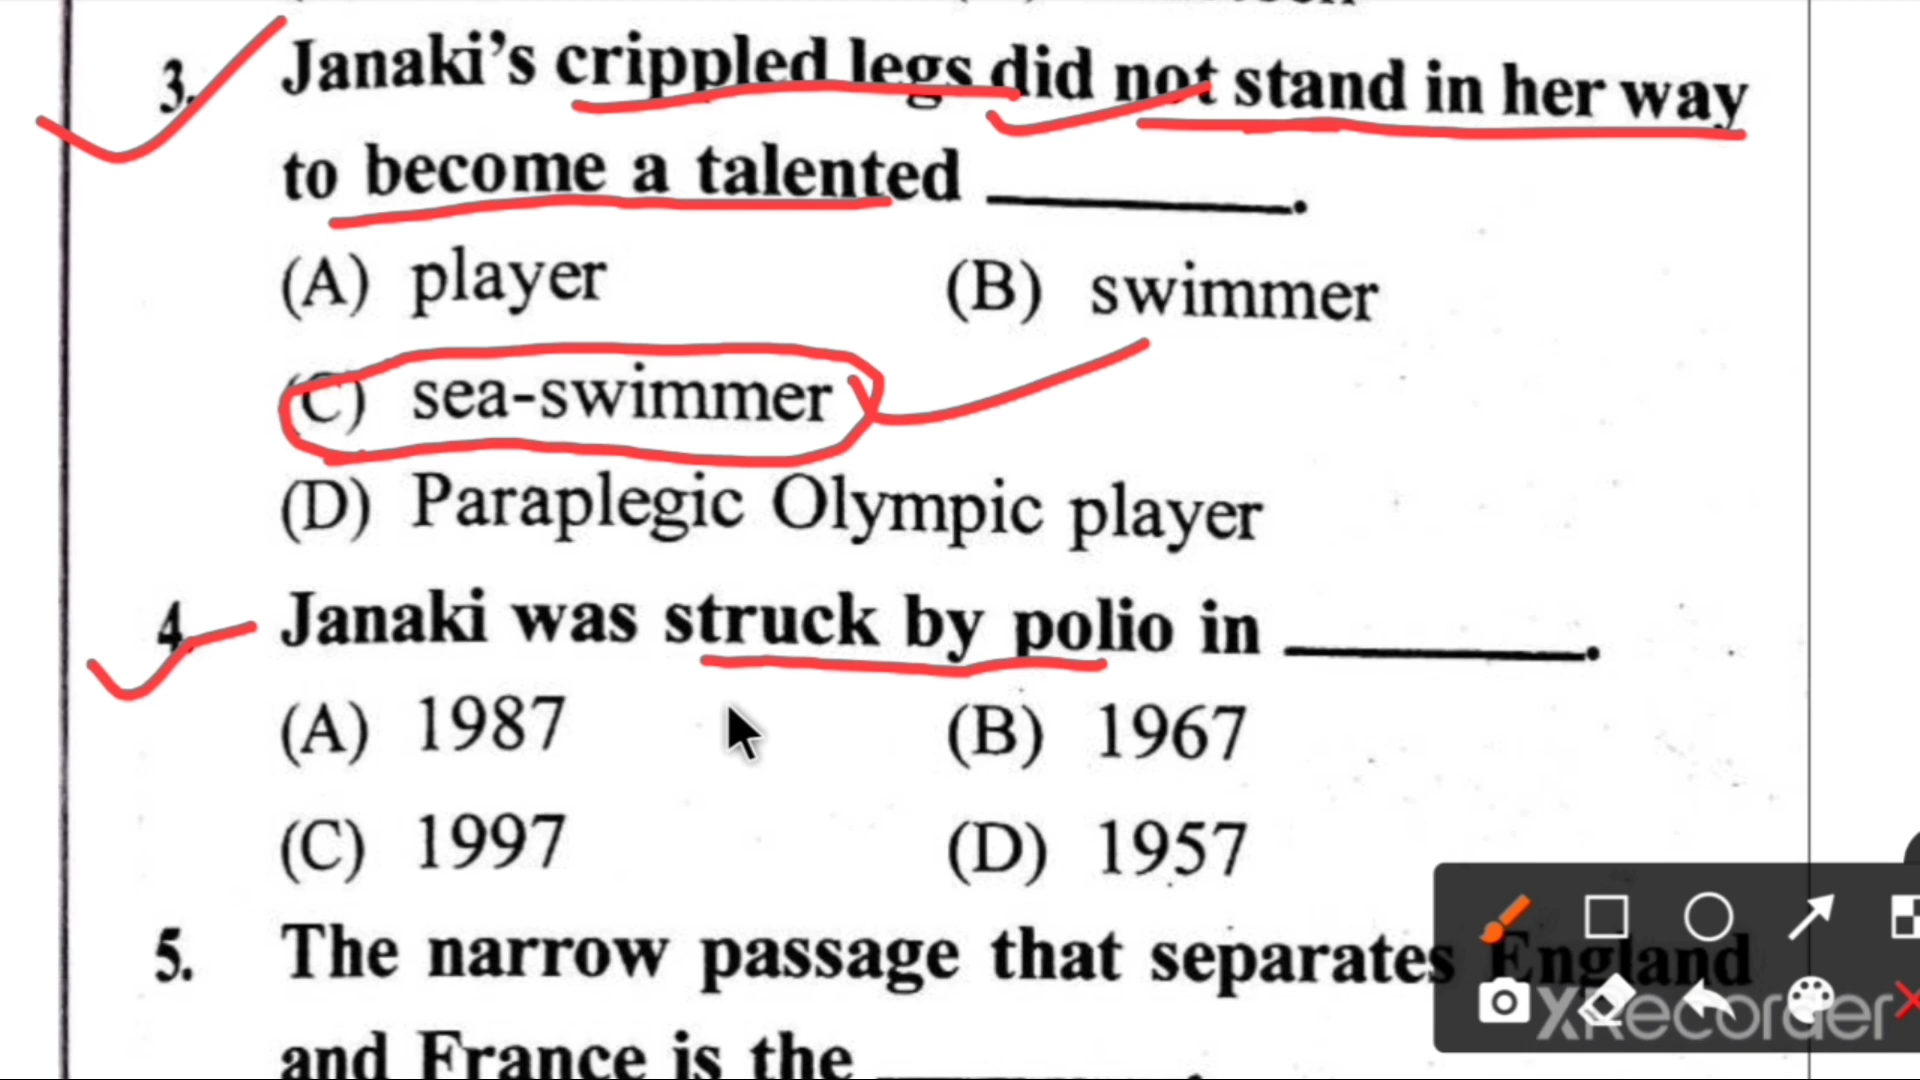 3. Janaki's crippled legs did not stand in her way
to become a talented ________.
(A) player (B) swimmer
(C) sea-swimmer
(D) Paraplegic Olympic player
4. Janaki was struck by polio in ________.
(A) 1987 (B) 1967
(C) 1997 (D) 1957
5. The narrow passage that separates England
and France is the ________.
XRecorder